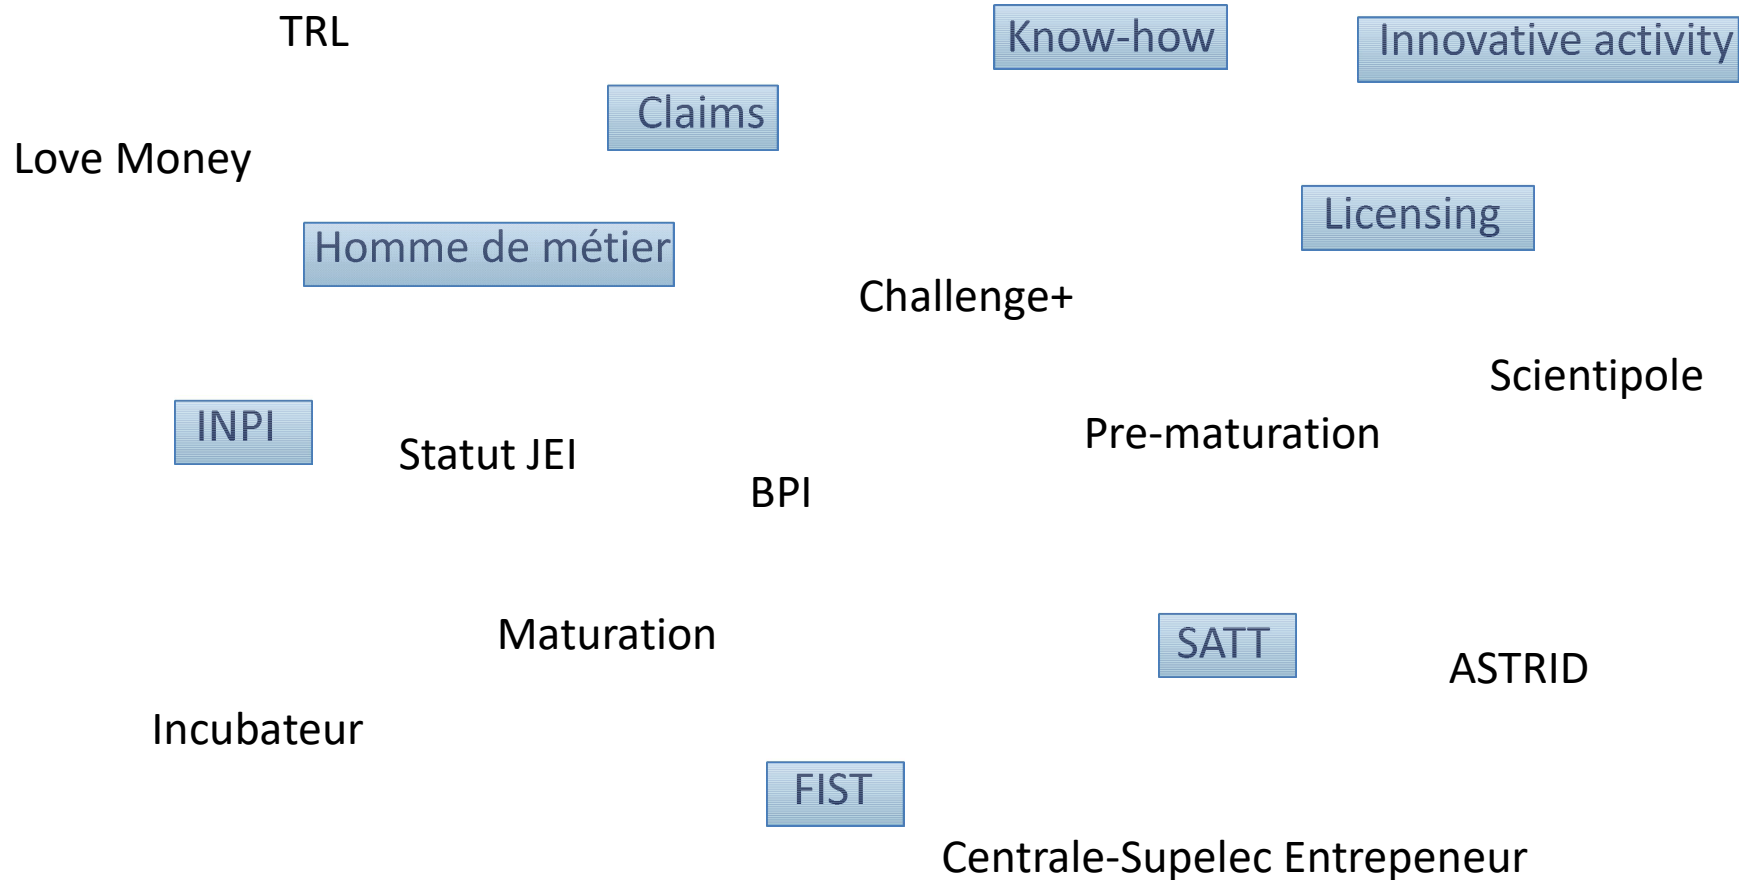 TRL
Know-how
Innovative activity
Claims
Love Money
Licensing
Homme de métier
Challenge+
Scientipole
INPI
Pre-maturation
Statut JEI
BPI
Maturation
SATT
ASTRID
Incubateur
FIST
Centrale-Supelec Entrepeneur